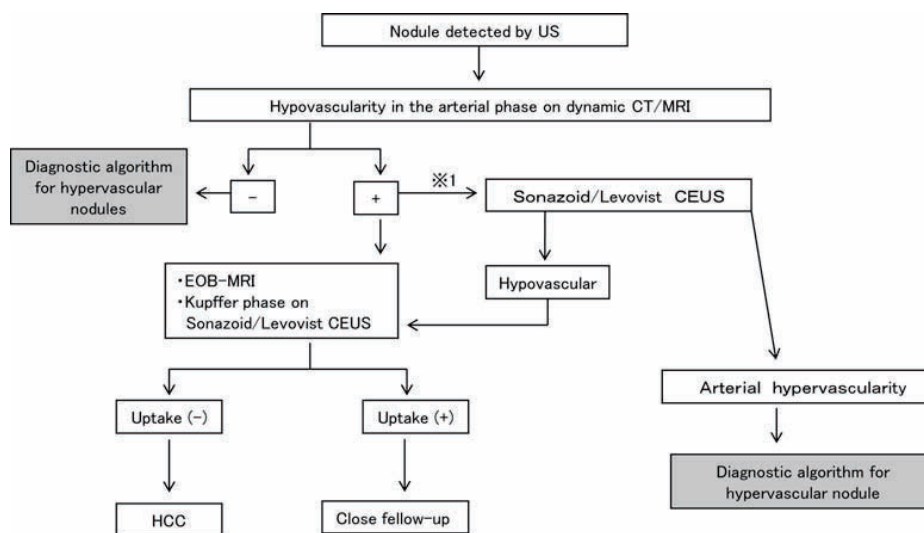 Nodule detected by US
Hypovascularity in the arterial phase on dynamic CT/MRI
Diagnostic algorithm
for hypervascular
nodules
-
+
※1
Sonazoid/Levovist CEUS
・EOB-MRI
・Kupffer phase on
Sonazoid/Levovist CEUS
Hypovascular
Arterial hypervascularity
Uptake (-)
Uptake (+)
Diagnostic algorithm for
hypervascular nodule
HCC
Close fellow-up